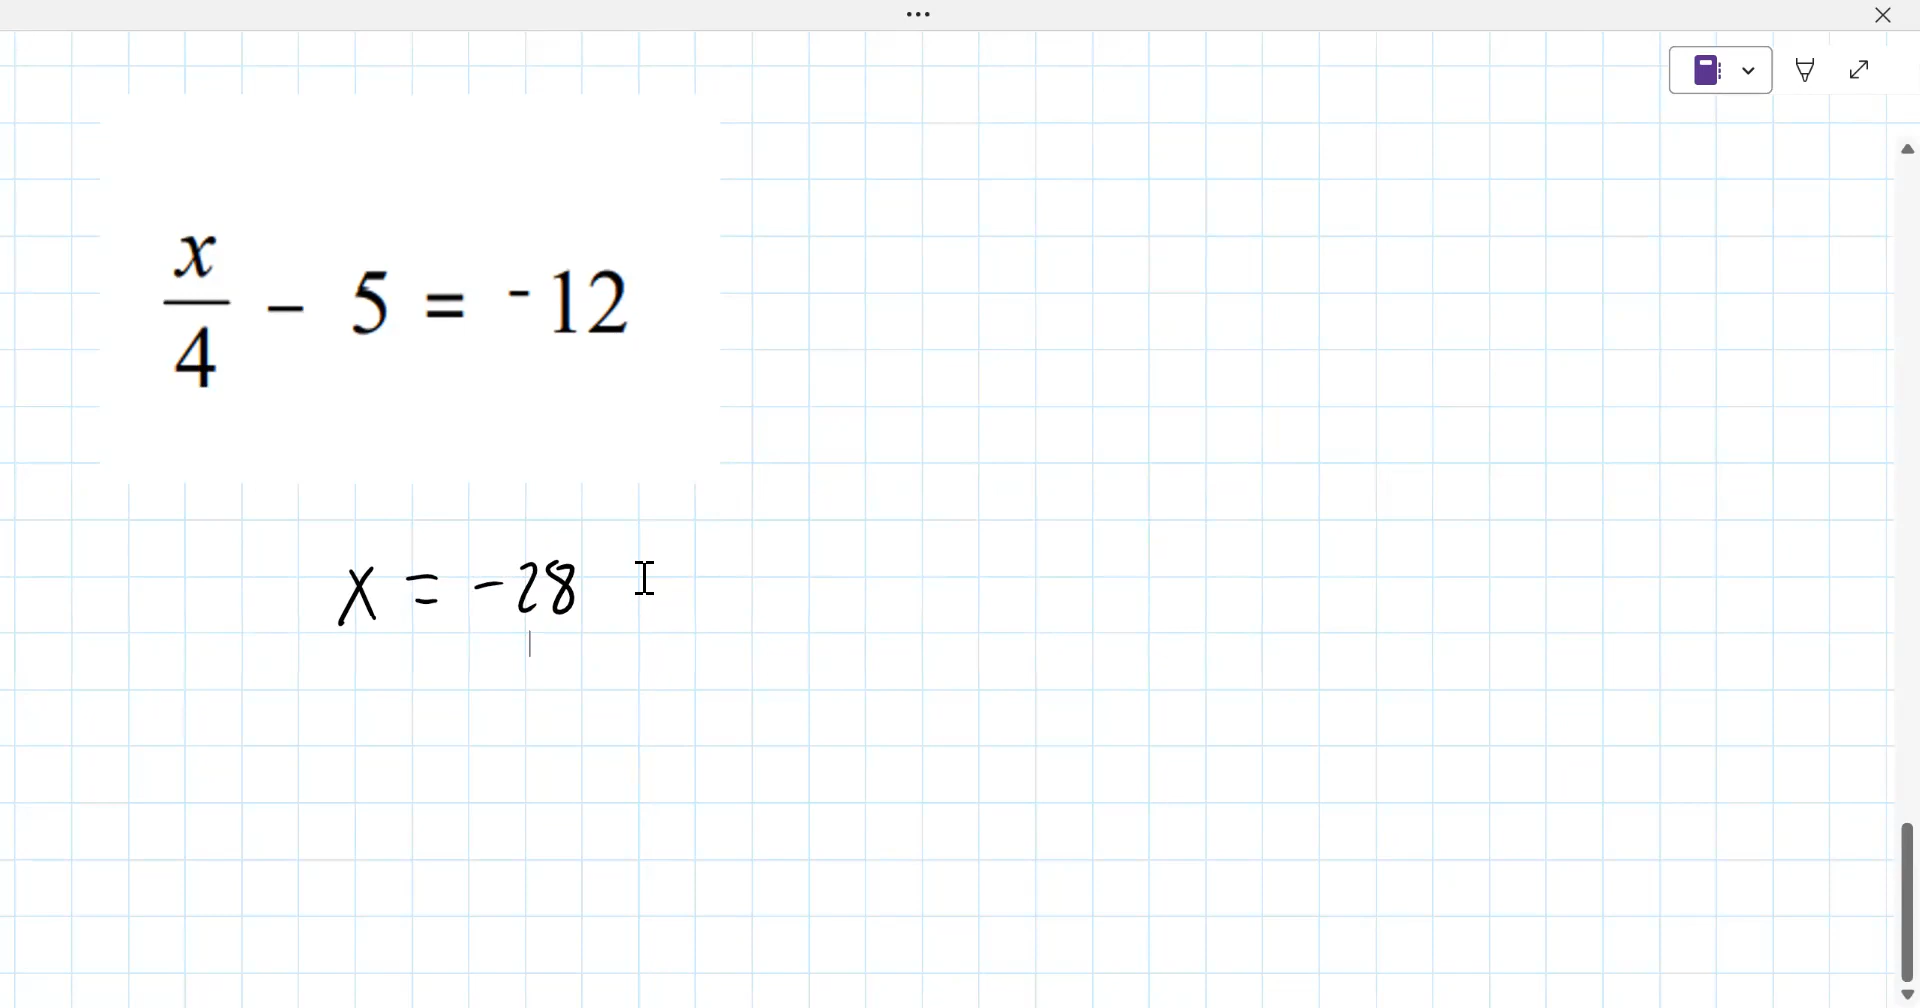 x/4 − 5 = -12
x = -28